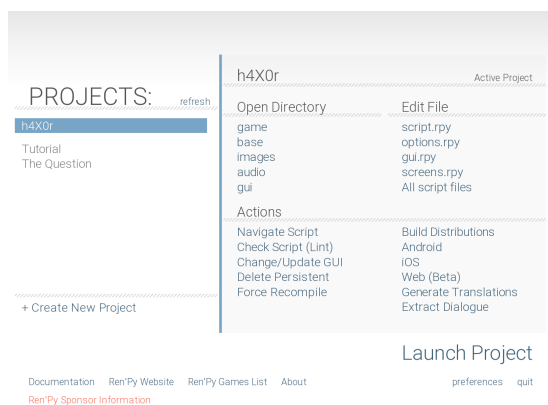 PROJECTS:
refresh
h4X0r
Tutorial
The Question
+ Create New Project
h4X0r
Active Project
Open Directory
game
base
images
audio
gui
Edit File
script.rpy
options.rpy
gui.rpy
screens.rpy
All script files
Actions
Navigate Script
Check Script (Lint)
Change/Update GUI
Delete Persistent
Force Recompile
Build Distributions
Android
iOS
Web (Beta)
Generate Translations
Extract Dialogue
Launch Project
Documentation Ren'Py Website Ren'Py Games List About
preferences quit
Ren'Py Sponsor Information